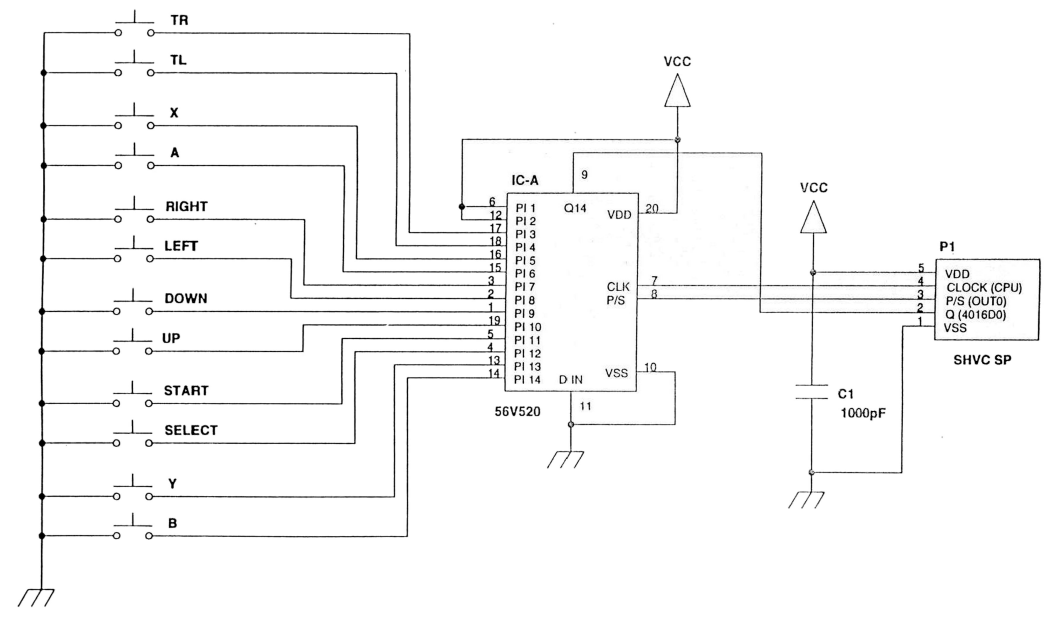 TR
TL
X
A
RIGHT
LEFT
DOWN
UP
START
SELECT
Y
B
VCC
9
IC-A
Q14
6 PI 1
12 PI 2
17 PI 3
18 PI 4
16 PI 5
15 PI 6
3 PI 7
2 PI 8
1 PI 9
19 PI 10
5 PI 11
4 PI 12
13 PI 13
14 PI 14
VDD 20
CLK 7
P/S 8
VSS 10
D IN
11
56V520
VCC
C1
1000pF
P1
5 VDD
4 CLOCK (CPU)
3 P/S (OUT0)
2 Q (4016D0)
1 VSS
SHVC SP